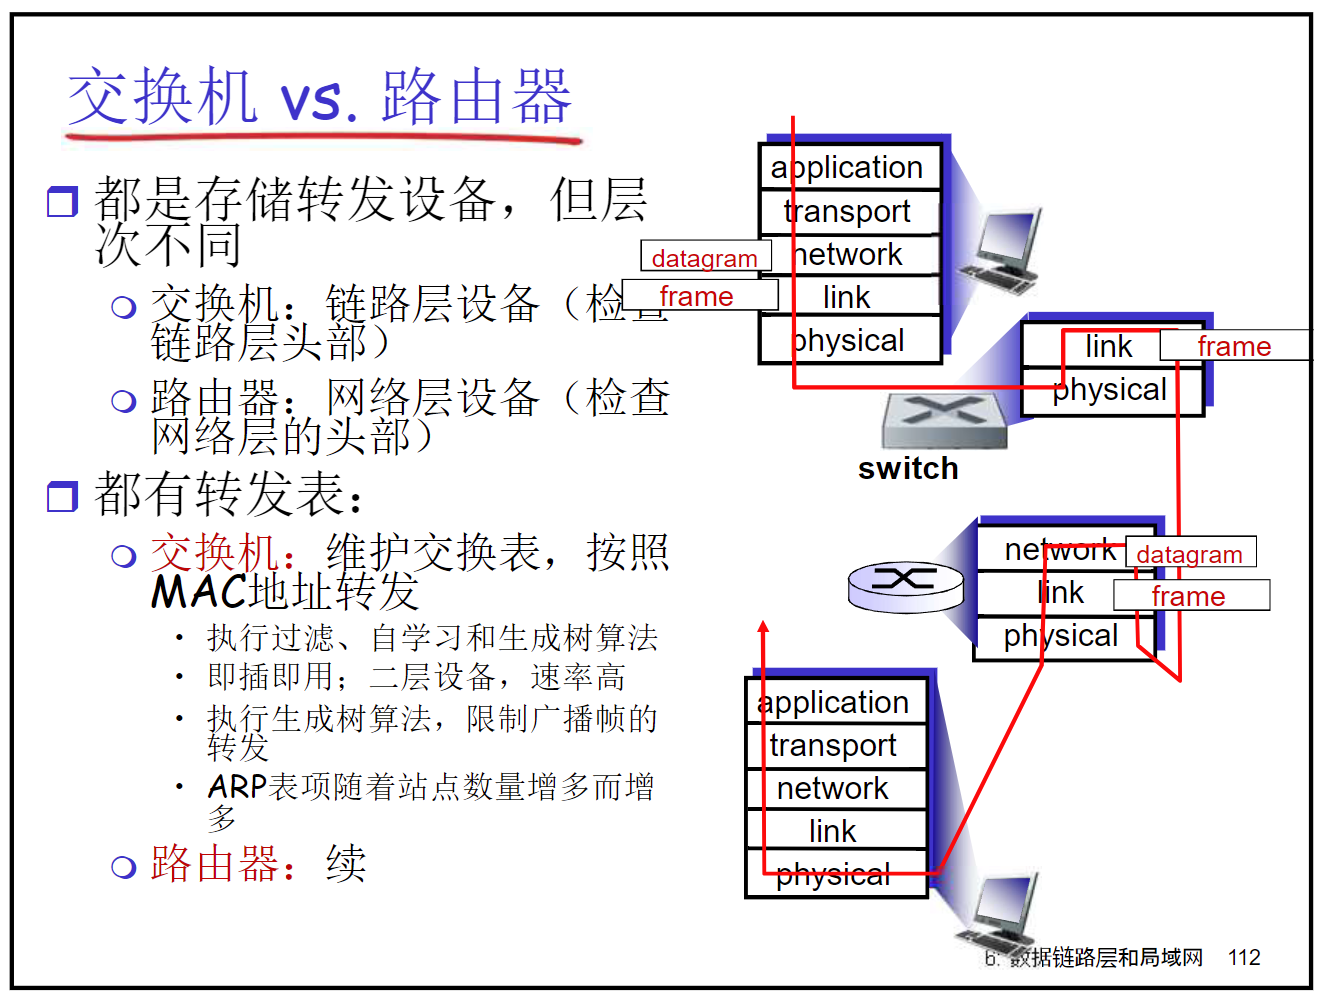 交换机 vs. 路由器
都是存储转发设备，但层
次不同
交换机：链路层设备（检查
链路层头部）
路由器：网络层设备（检查
网络层的头部）
都有转发表：
交换机：维护交换表，按照
MAC地址转发
执行过滤、自学习和生成树算法
即插即用；二层设备，速率高
执行生成树算法，限制广播帧的
转发
ARP表项随着站点数量增多而增
多
路由器：续
application
transport
network
link
physical
datagram
frame
link
physical
frame
switch
network
link
physical
datagram
frame
application
transport
network
link
physical
6: 数据链路层和局域网 112